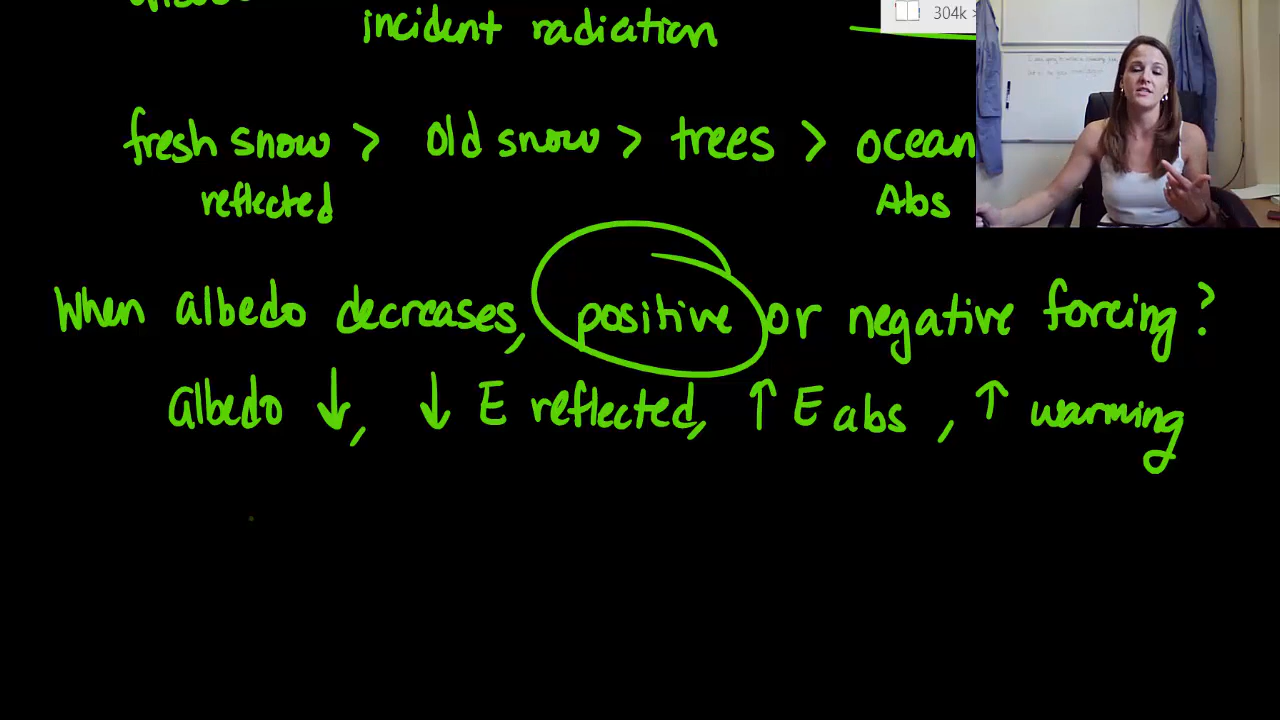 incident radiation
304k >
fresh snow > old snow > trees > ocean
reflected Abs
When albedo decreases, positive or negative forcing?
albedo ↓, ↓ E reflected, ↑ E abs, ↑ warming